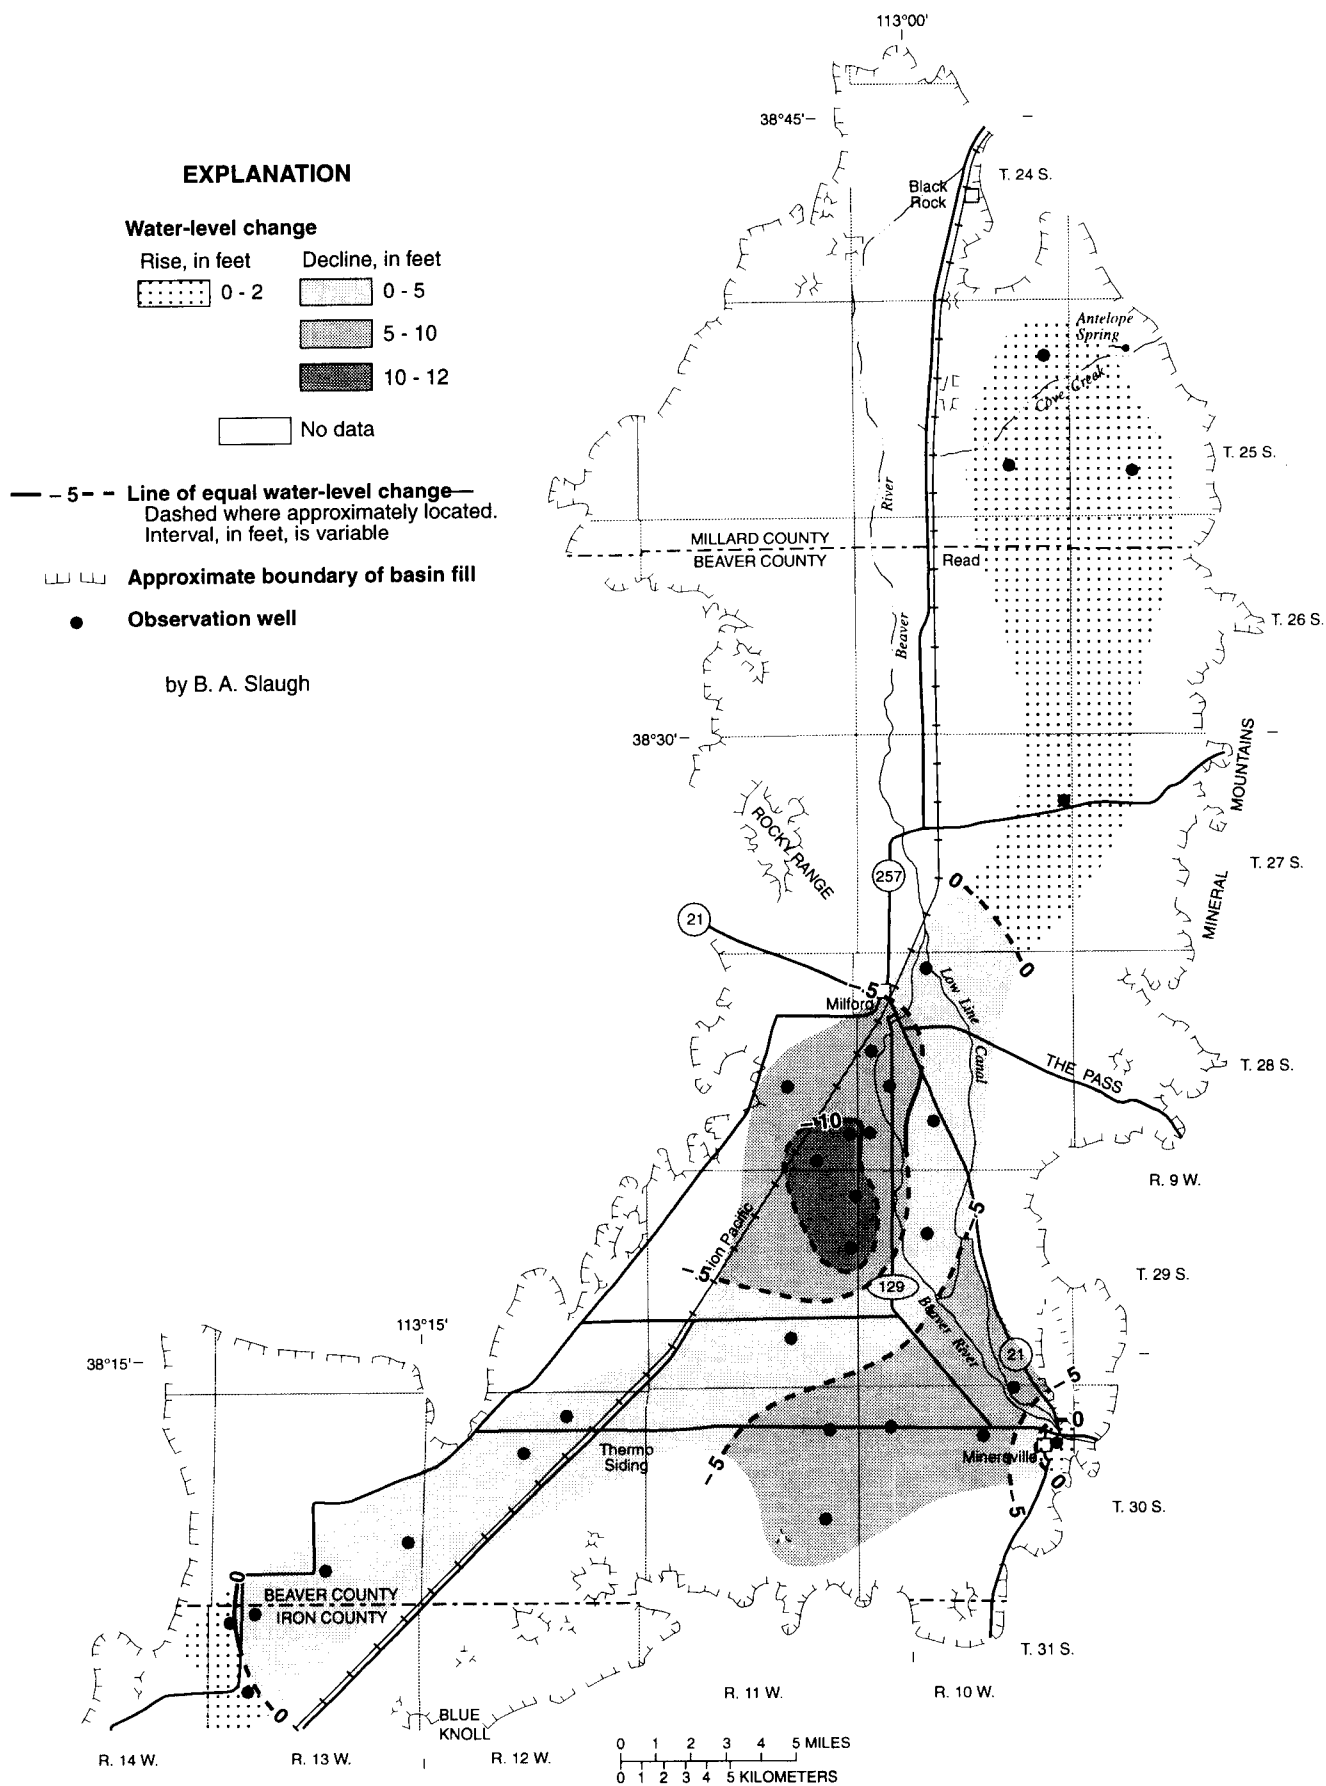 113°00'
38°45'
EXPLANATION
Water-level change
Rise, in feet
Decline, in feet
0 - 2
0 - 5
5 - 10
10 - 12
No data
– 5 – Line of equal water-level change—
Dashed where approximately located.
Interval, in feet, is variable
Approximate boundary of basin fill
Observation well
by B. A. Slaugh
Black
Rock
T. 24 S.
Antelope
Spring
Cove Creek
T. 25 S.
River
MILLARD COUNTY
BEAVER COUNTY
Read
Beaver
T. 26 S.
38°30'
MOUNTAINS
ROCKY RANGE
257
0
T. 27 S.
MINERAL
21
0
-5
Milford
Low Line
Canal
THE PASS
T. 28 S.
-10
R. 9 W.
-5
Union Pacific
-5
129
T. 29 S.
Beaver River
113°15'
38°15'
21
-5
0
Thermo
Siding
-5
Minersville
0
-5
T. 30 S.
0
BEAVER COUNTY
IRON COUNTY
T. 31 S.
0
BLUE
KNOLL
R. 11 W.
R. 10 W.
R. 14 W.
R. 13 W.
R. 12 W.
0 1 2 3 4 5 MILES
0 1 2 3 4 5 KILOMETERS